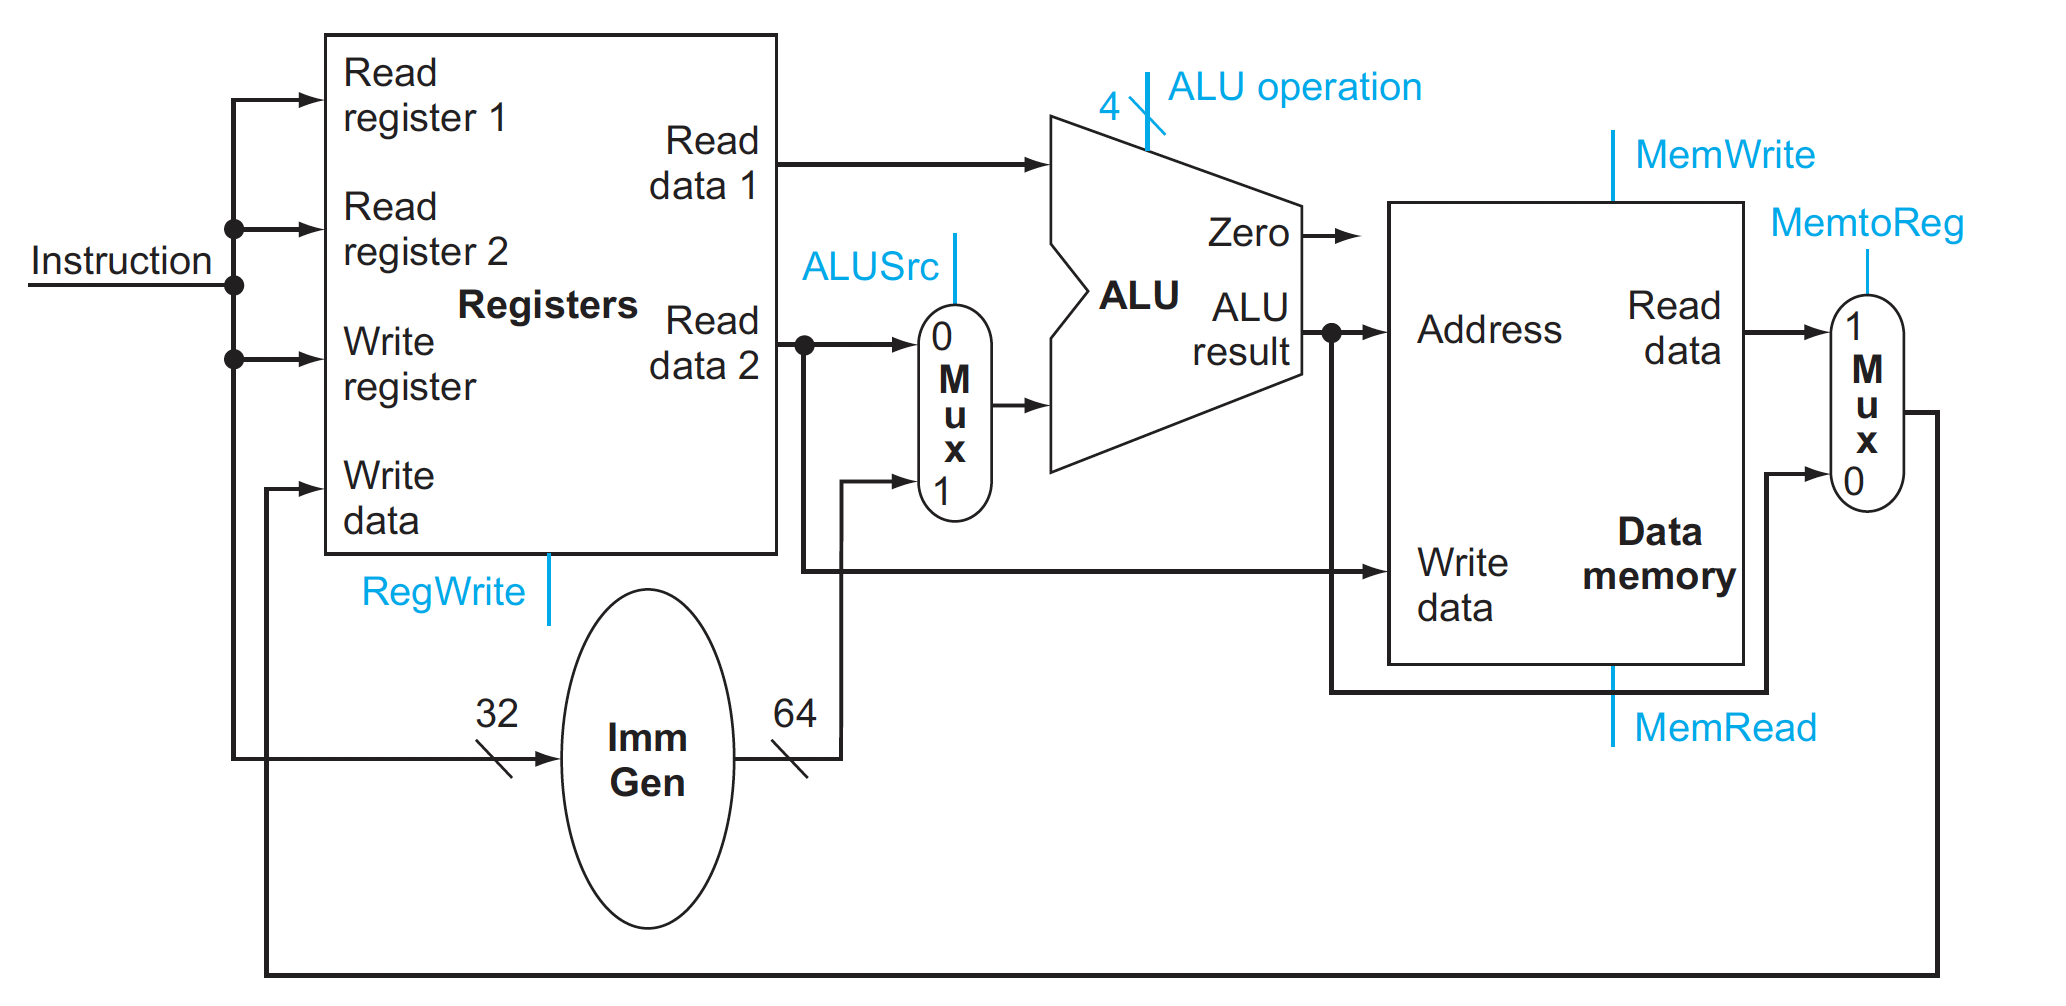 Instruction
Read
register 1
Read
register 2
Registers
Write
register
Write
data
Read
data 1
Read
data 2
RegWrite
32
Imm
Gen
64
ALUSrc
0
M
u
x
1
4
ALU operation
ALU
Zero
ALU
result
MemWrite
Address
Read
data
Write
data
Data
memory
MemRead
MemtoReg
1
M
u
x
0